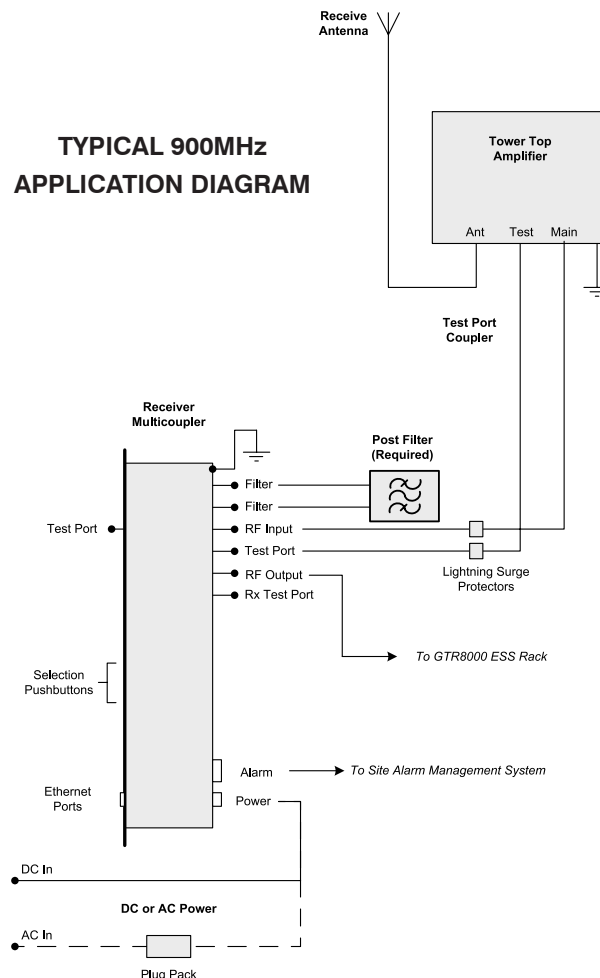 Receive
Antenna
TYPICAL 900MHz
APPLICATION DIAGRAM
Tower Top
Amplifier
Ant Test Main
Test Port
Coupler
Receiver
Multicoupler
Post Filter
(Required)
Filter
Filter
Test Port
RF Input
Test Port
RF Output
Rx Test Port
Lightning Surge
Protectors
To GTR8000 ESS Rack
Selection
Pushbuttons
Alarm
To Site Alarm Management System
Ethernet
Ports
Power
DC In
DC or AC Power
AC In
Plug Pack